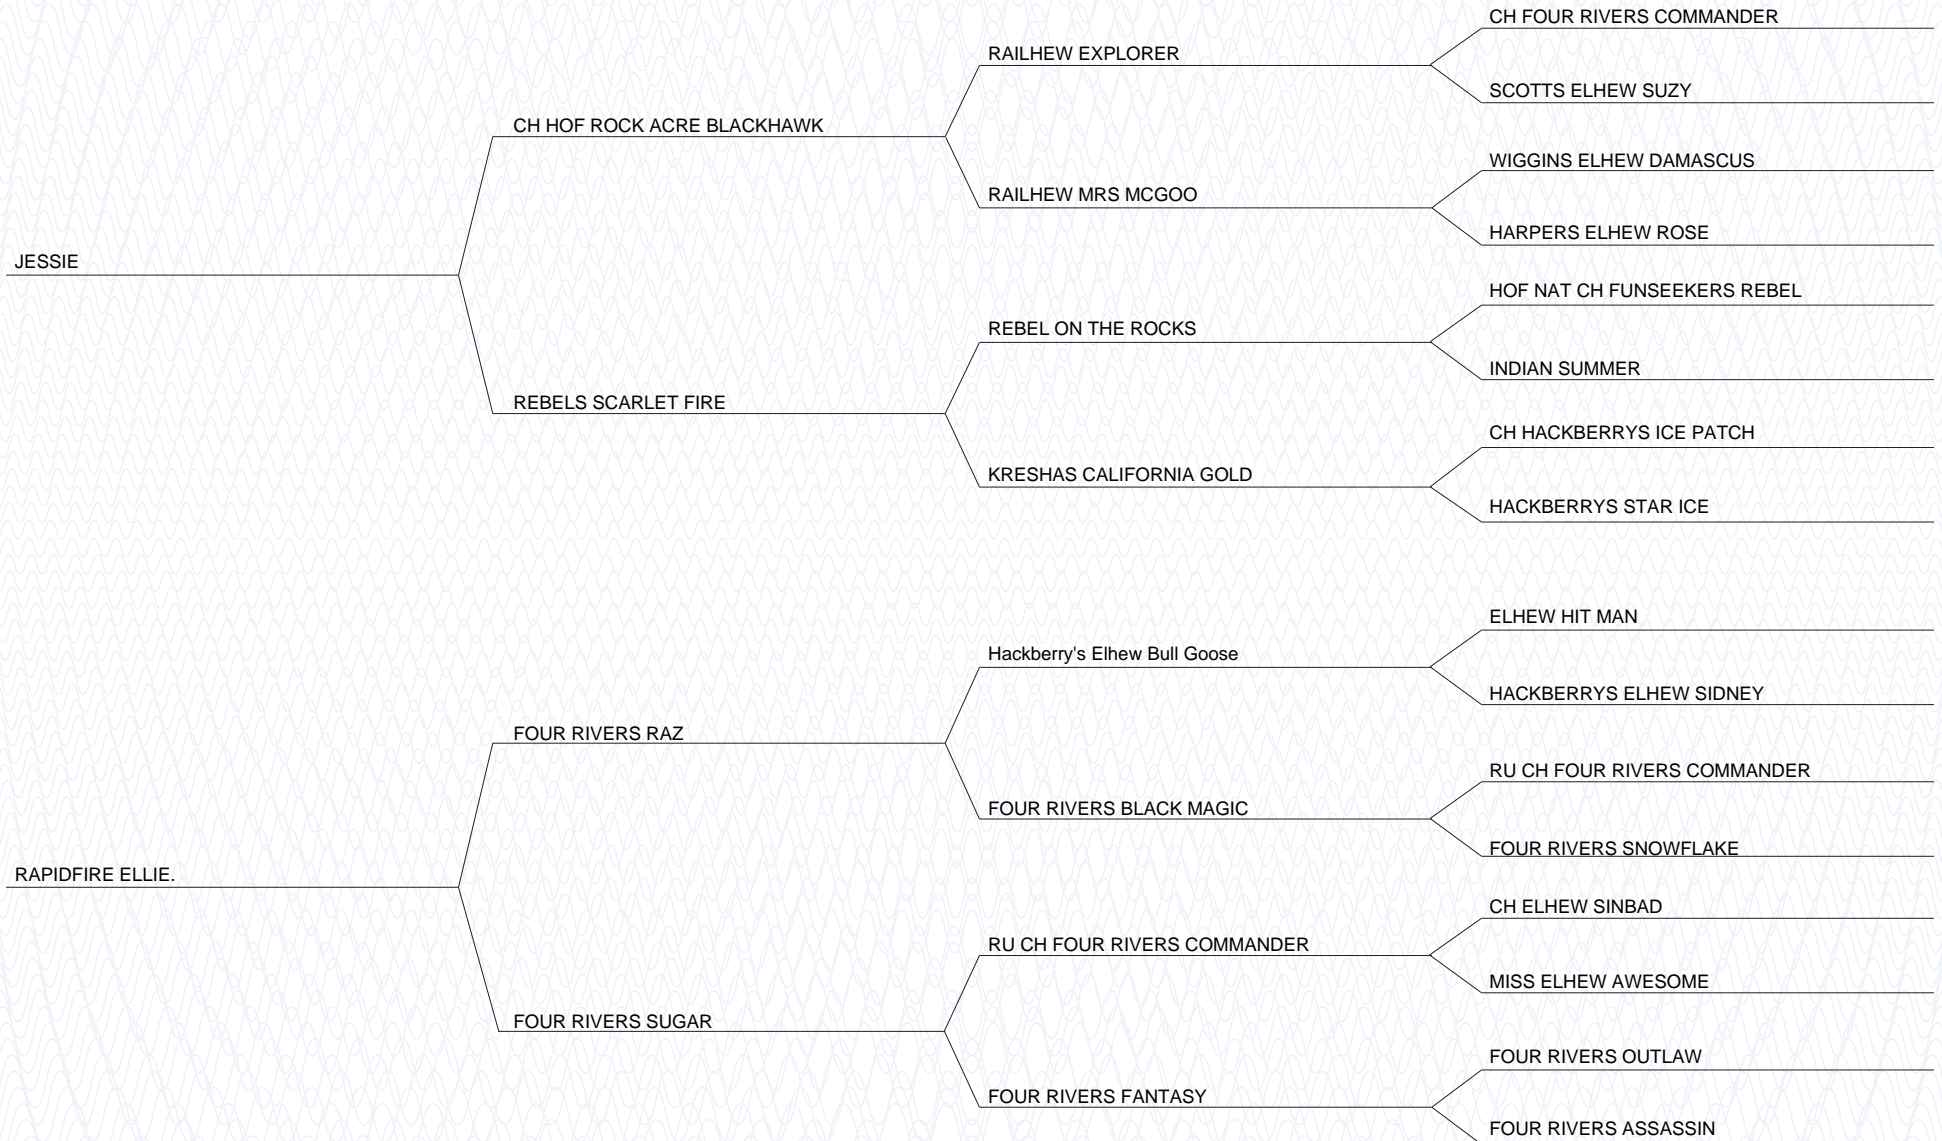 CH FOUR RIVERS COMMANDER
RAILHEW EXPLORER
SCOTTS ELHEW SUZY
CH HOF ROCK ACRE BLACKHAWK
WIGGINS ELHEW DAMASCUS
RAILHEW MRS MCGOO
HARPERS ELHEW ROSE
JESSIE
HOF NAT CH FUNSEEKERS REBEL
REBEL ON THE ROCKS
INDIAN SUMMER
REBELS SCARLET FIRE
CH HACKBERRYS ICE PATCH
KRESHAS CALIFORNIA GOLD
HACKBERRYS STAR ICE
ELHEW HIT MAN
Hackberry's Elhew Bull Goose
HACKBERRYS ELHEW SIDNEY
FOUR RIVERS RAZ
RU CH FOUR RIVERS COMMANDER
FOUR RIVERS BLACK MAGIC
FOUR RIVERS SNOWFLAKE
RAPIDFIRE ELLIE.
CH ELHEW SINBAD
RU CH FOUR RIVERS COMMANDER
MISS ELHEW AWESOME
FOUR RIVERS SUGAR
FOUR RIVERS OUTLAW
FOUR RIVERS FANTASY
FOUR RIVERS ASSASSIN